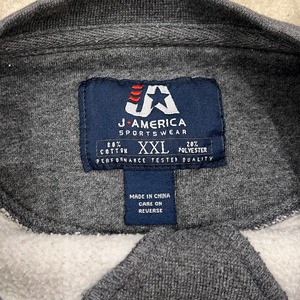 J★AMERICA
SPORTSWEAR
80% COTTON XXL 20% POLYESTER
PERFORMANCE TESTED QUALITY
MADE IN CHINA
CARE ON
REVERSE